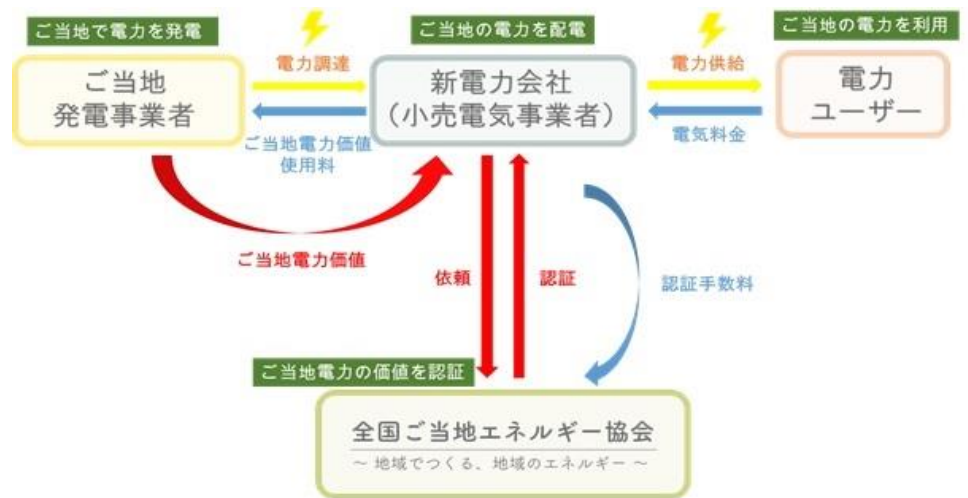 ご当地で電力を発電
ご当地の電力を配電
ご当地の電力を利用
ご当地
発電事業者
電力調達
新電力会社
(小売電気事業者)
電力供給
電力
ユーザー
ご当地電力価値
使用料
電気料金
ご当地電力価値
依頼
認証
認証手数料
ご当地電力の価値を認証
全国ご当地エネルギー協会
～ 地域でつくる、地域のエネルギー ～